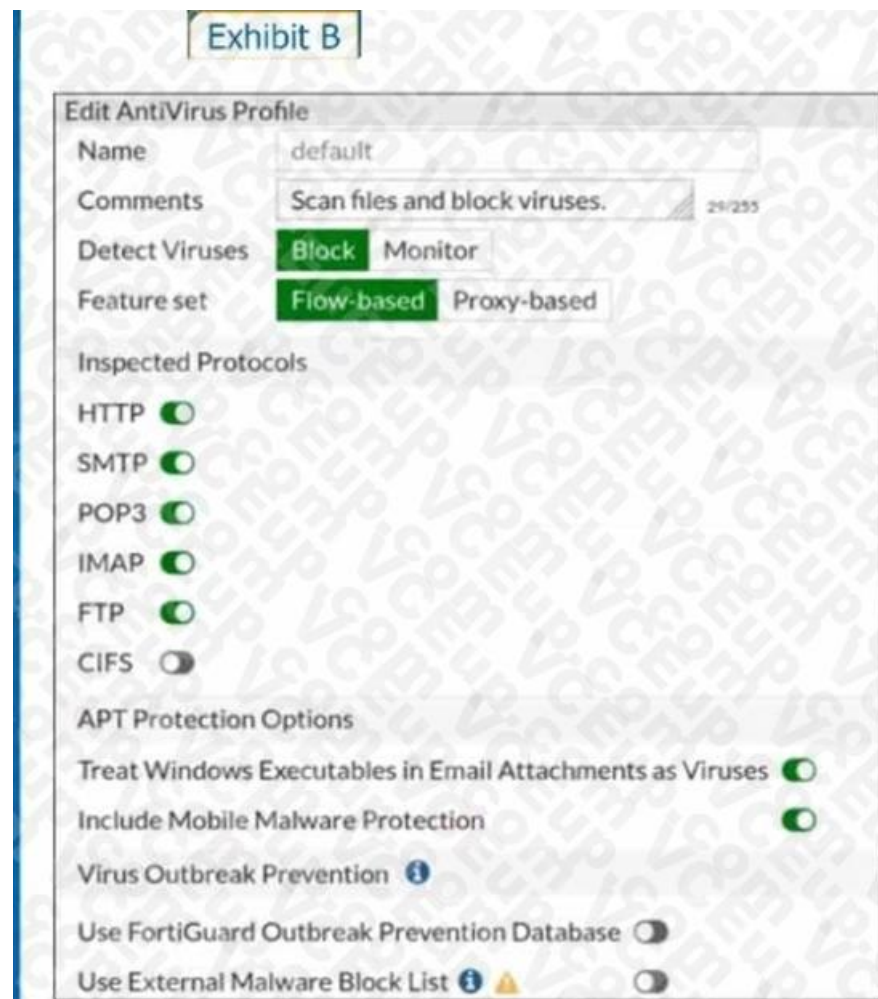 Exhibit B
Edit AntiVirus Profile
Name default
Comments Scan files and block viruses. 29/255
Detect Viruses Block Monitor
Feature set Flow-based Proxy-based
Inspected Protocols
HTTP
SMTP
POP3
IMAP
FTP
CIFS
APT Protection Options
Treat Windows Executables in Email Attachments as Viruses
Include Mobile Malware Protection
Virus Outbreak Prevention
Use FortiGuard Outbreak Prevention Database
Use External Malware Block List